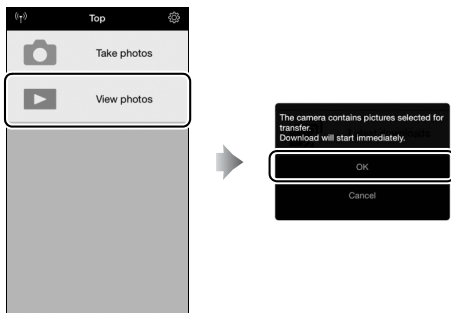 Top
Take photos
View photos
The camera contains pictures selected for
transfer.
Download will start immediately.
OK
Cancel